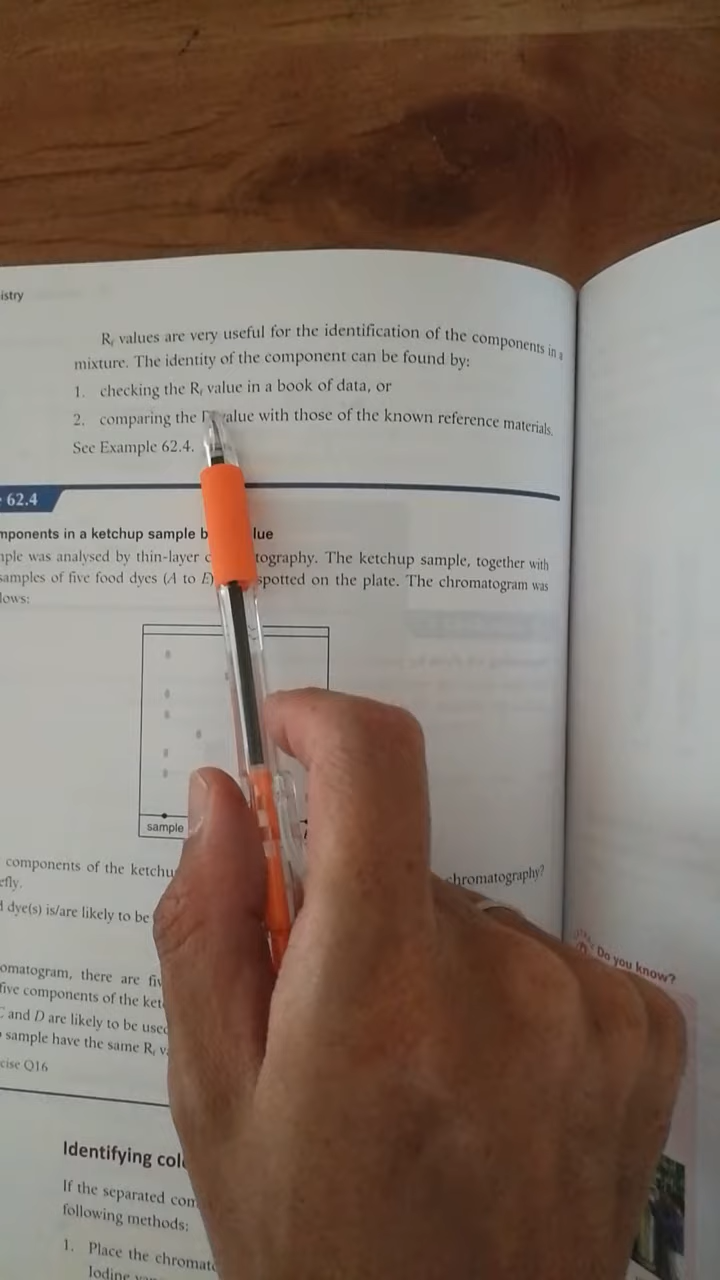 istry
Rf values are very useful for the identification of the components in a
mixture. The identity of the component can be found by:
1. checking the Rf value in a book of data, or
2. comparing the value with those of the known reference materials.
See Example 62.4.
62.4
mponents in a ketchup sample b lue
ple was analysed by thin-layer c tography. The ketchup sample, together with
samples of five food dyes (A to E) spotted on the plate. The chromatogram was
lows:
sample
components of the ketchu chromatography?
efly.
dye(s) is/are likely to be
omatogram, there are fiv
five components of the ket
C and D are likely to be used
sample have the same Rf v
cise Q16
Do you know?
Identifying col
If the separated com
following methods:
1. Place the chromat
Iodine